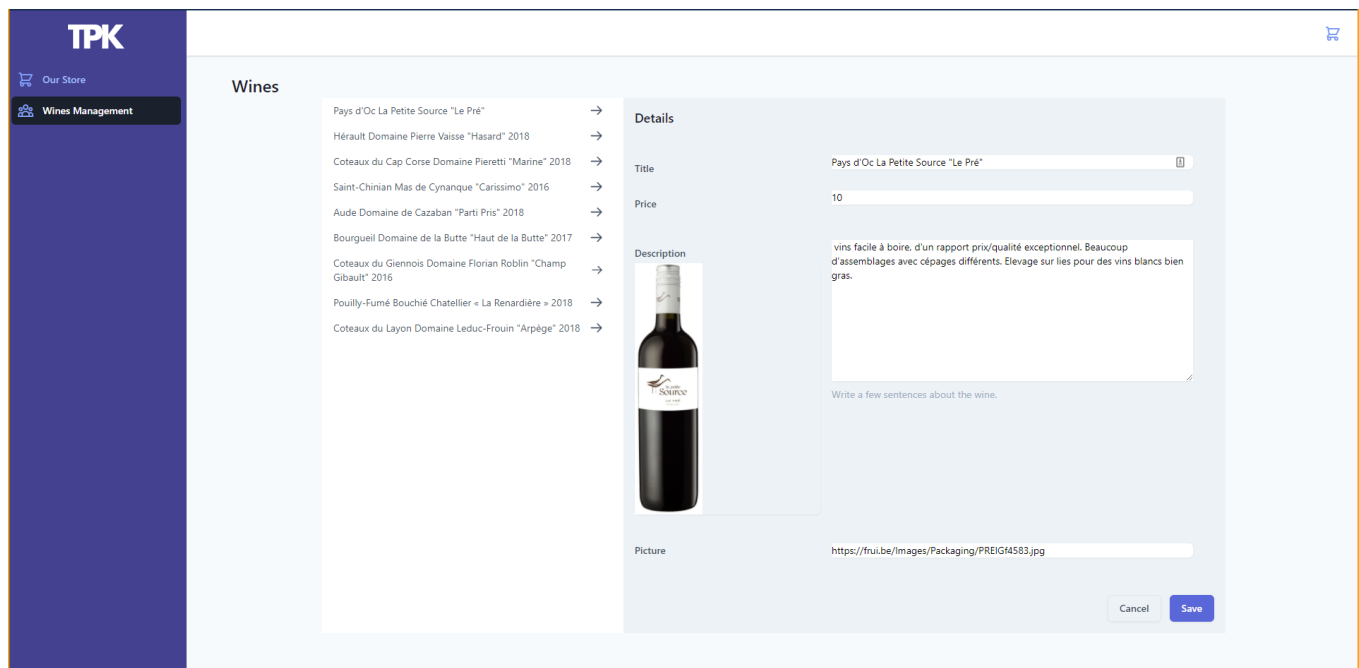 TPK
Our Store
Wines Management
Wines
Pays d'Oc La Petite Source "Le Pré"
Hérault Domaine Pierre Vaisse "Hasard" 2018
Coteaux du Cap Corse Domaine Pieretti "Marine" 2018
Saint-Chinian Mas de Cynanque "Carissimo" 2016
Aude Domaine de Cazaban "Parti Pris" 2018
Bourgueil Domaine de la Butte "Haut de la Butte" 2017
Coteaux du Giennois Domaine Florian Roblin "Champ
Gibault" 2016
Pouilly-Fumé Bouchié Chatellier « La Renardière » 2018
Coteaux du Layon Domaine Leduc-Frouin "Arpège" 2018
Details
Title
Pays d'Oc La Petite Source "Le Pré"
Price
10
Description
vins facile à boire, d'un rapport prix/qualité exceptionnel. Beaucoup
d'assemblages avec cépages différents. Elevage sur lies pour des vins blancs bien
gras.
la petite
Source
LE PRÉ
Write a few sentences about the wine.
Picture
https://frui.be/Images/Packaging/PREIGf4583.jpg
Cancel
Save